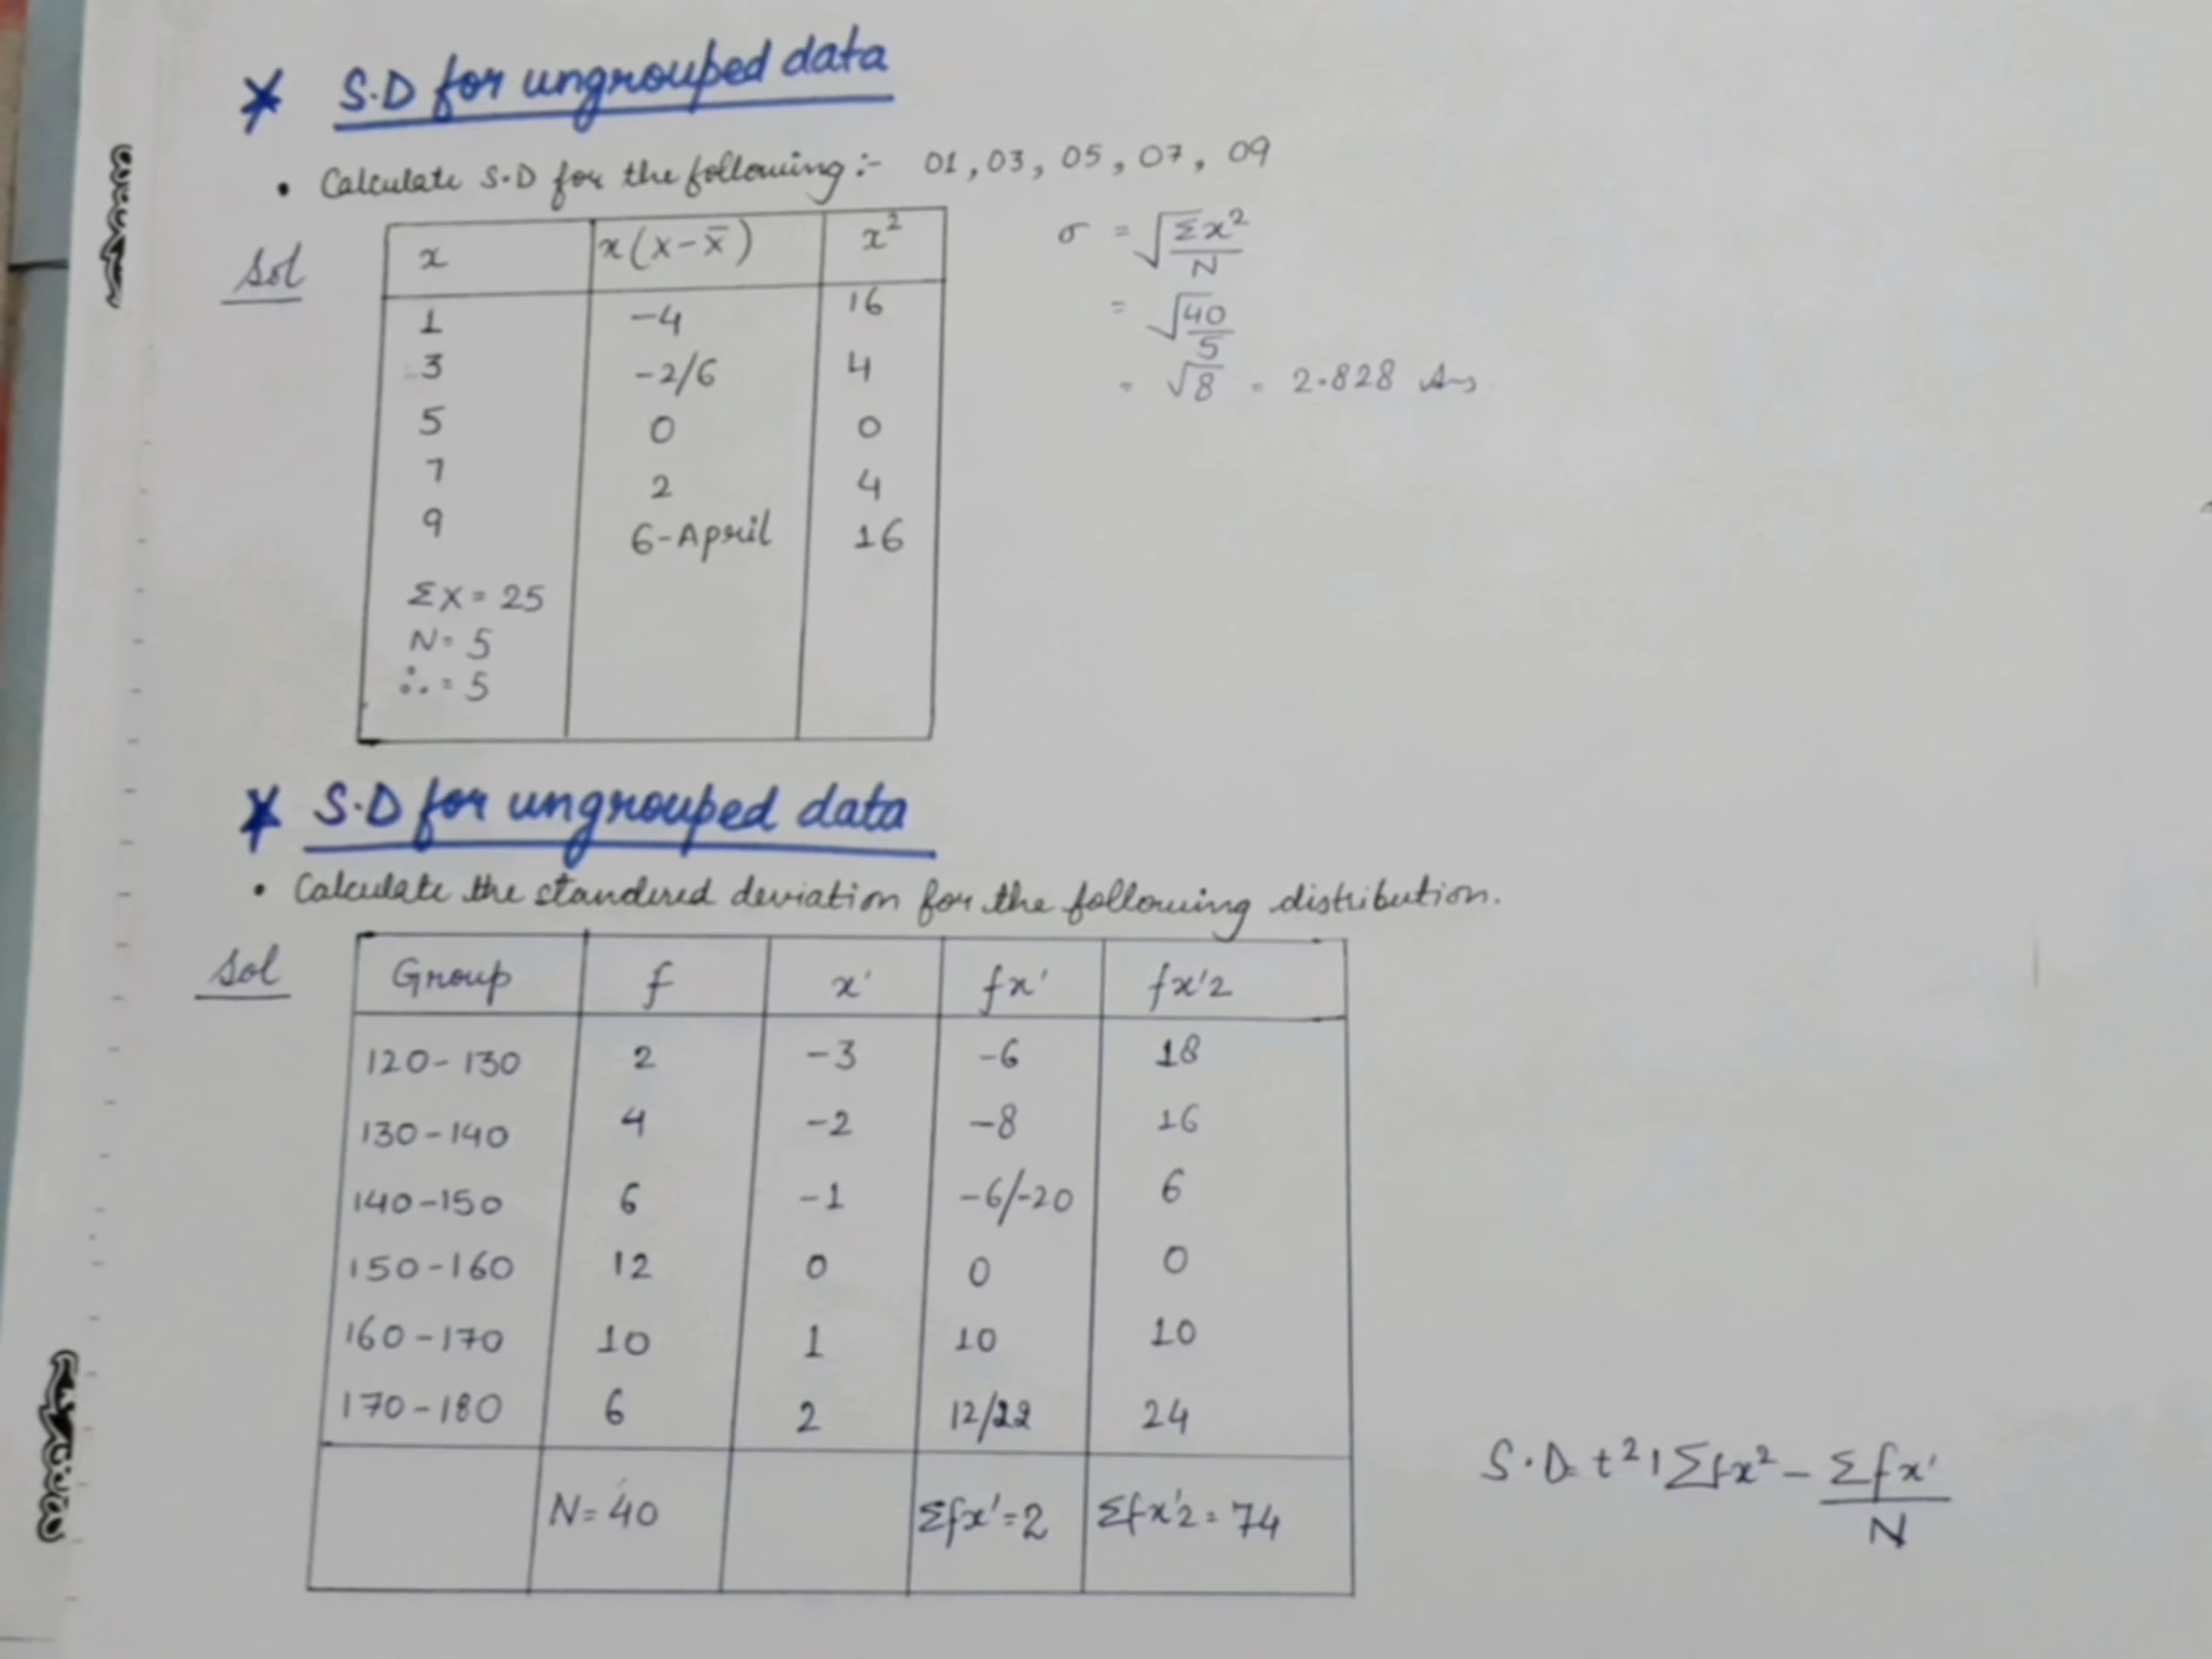 * S.D for ungrouped data
• Calculate S.D for the following :- 01, 03, 05, 07, 09
Sol
x | x(x-x̄) | x²
1 | -4 | 16
3 | -2/6 | 4
5 | 0 | 0
7 | 2 | 4
9 | 6-April | 16
Σx = 25
N = 5
∴ = 5
σ = √Σx²/N
= √40/5
= √8 = 2.828 Ans
* S.D for ungrouped data
• Calculate the standered deviation for the following distribution.
Sol
Group | f | x' | fx' | fx'2
120-130 | 2 | -3 | -6 | 18
130-140 | 4 | -2 | -8 | 16
140-150 | 6 | -1 | -6/-20 | 6
150-160 | 12 | 0 | 0 | 0
160-170 | 10 | 1 | 10 | 10
170-180 | 6 | 2 | 12/22 | 24
N = 40 | Σfx' = 2 | Σfx'2 = 74
S.D = t²1 Σfx² - Σfx'/N